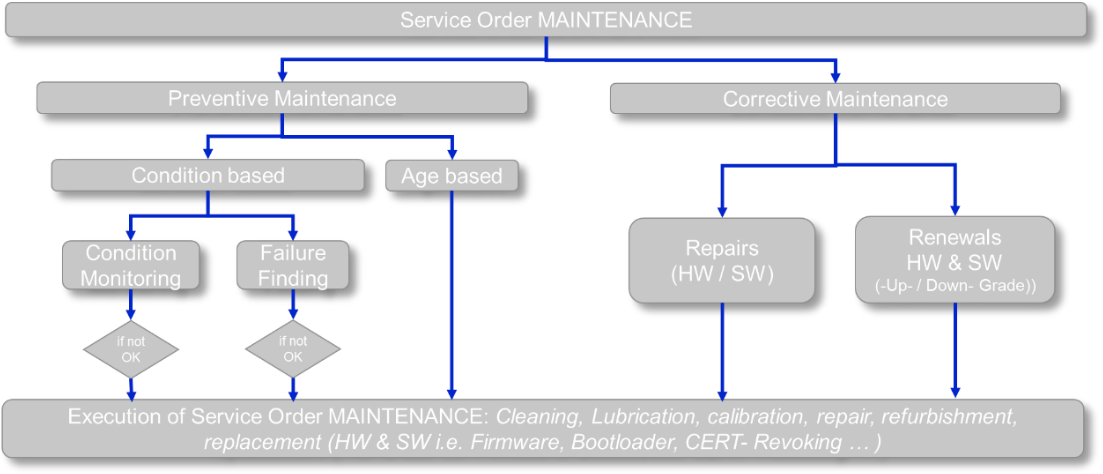 Service Order MAINTENANCE
Preventive Maintenance
Corrective Maintenance
Condition based
Age based
Condition
Monitoring
Failure
Finding
Repairs
(HW / SW)
Renewals
HW & SW
(-Up- / Down- Grade))
if not
OK
if not
OK
Execution of Service Order MAINTENANCE: Cleaning, Lubrication, calibration, repair, refurbishment,
replacement (HW & SW i.e. Firmware, Bootloader, CERT- Revoking … )